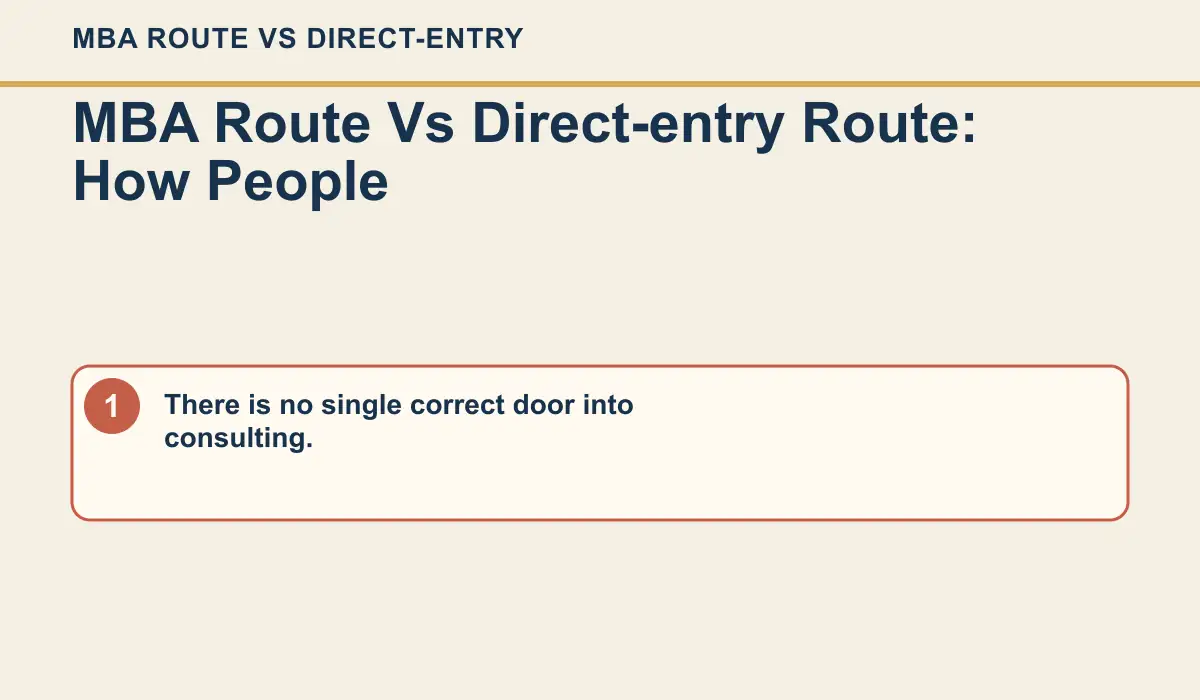 MBA ROUTE VS DIRECT-ENTRY
MBA Route Vs Direct-entry Route:
How People
1
There is no single correct door into
consulting.